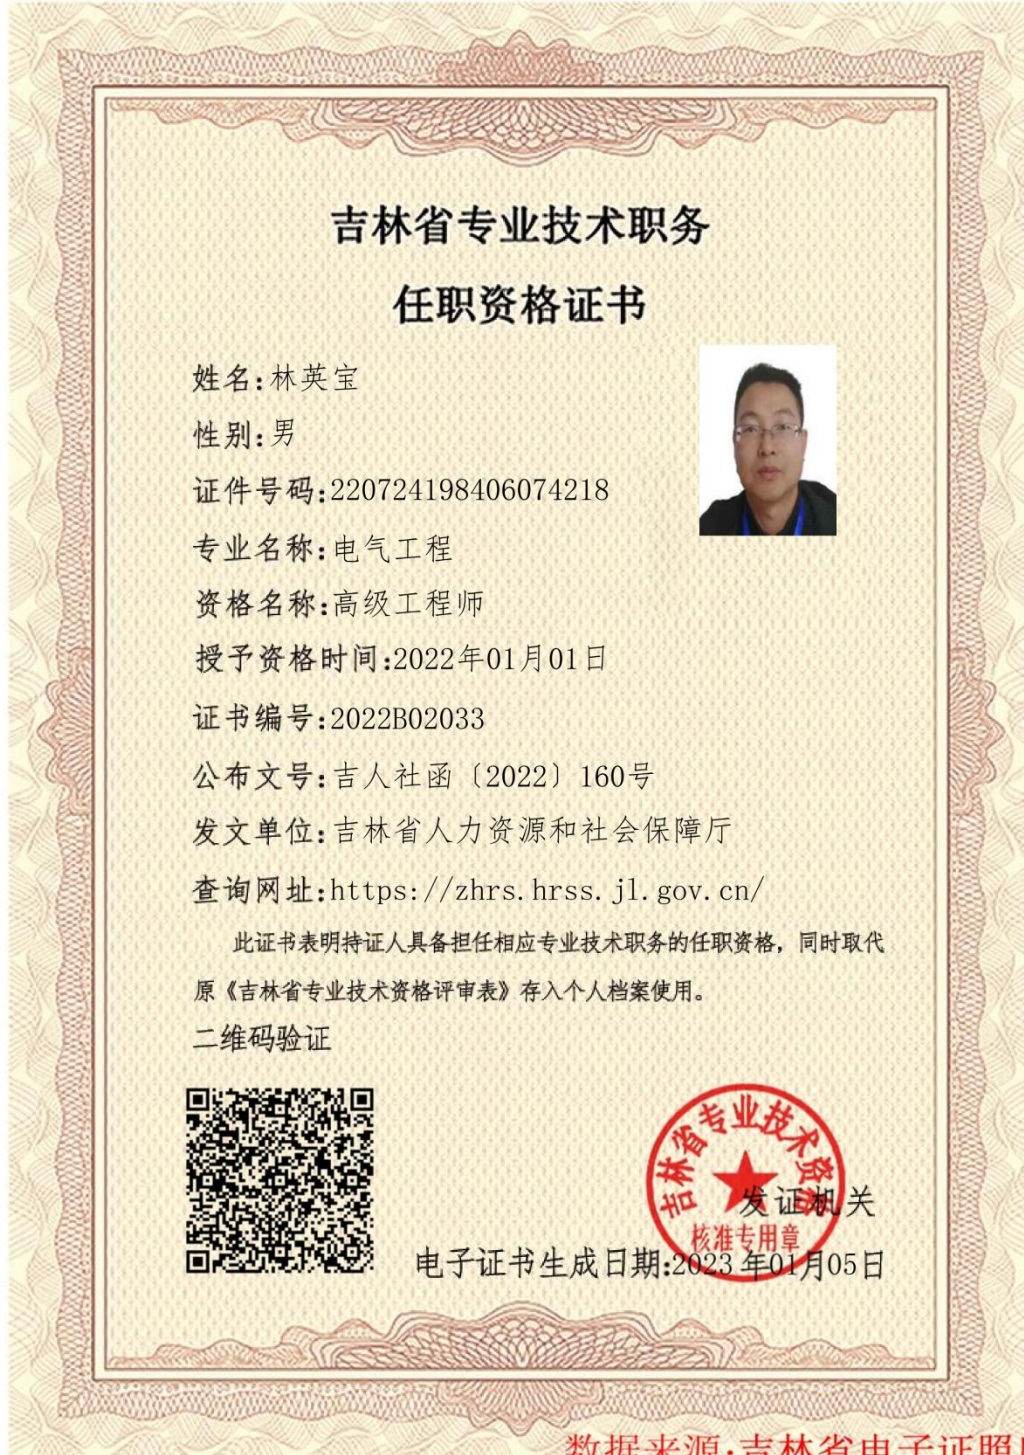 吉林省专业技术职务
任职资格证书
姓名:林英宝
性别:男
证件号码:220724198406074218
专业名称:电气工程
资格名称:高级工程师
授予资格时间:2022年01月01日
证书编号:2022B02033
公布文号:吉人社函〔2022〕160号
发文单位:吉林省人力资源和社会保障厅
查询网址:https://zhrs.hrss.jl.gov.cn/
此证书表明持证人具备担任相应专业技术职务的任职资格，同时取代
原《吉林省专业技术资格评审表》存入个人档案使用。
二维码验证
吉林省专业技术资格
核准专用章
发证机关
电子证书生成日期:2023年01月05日
数据来源:吉林省电子证照